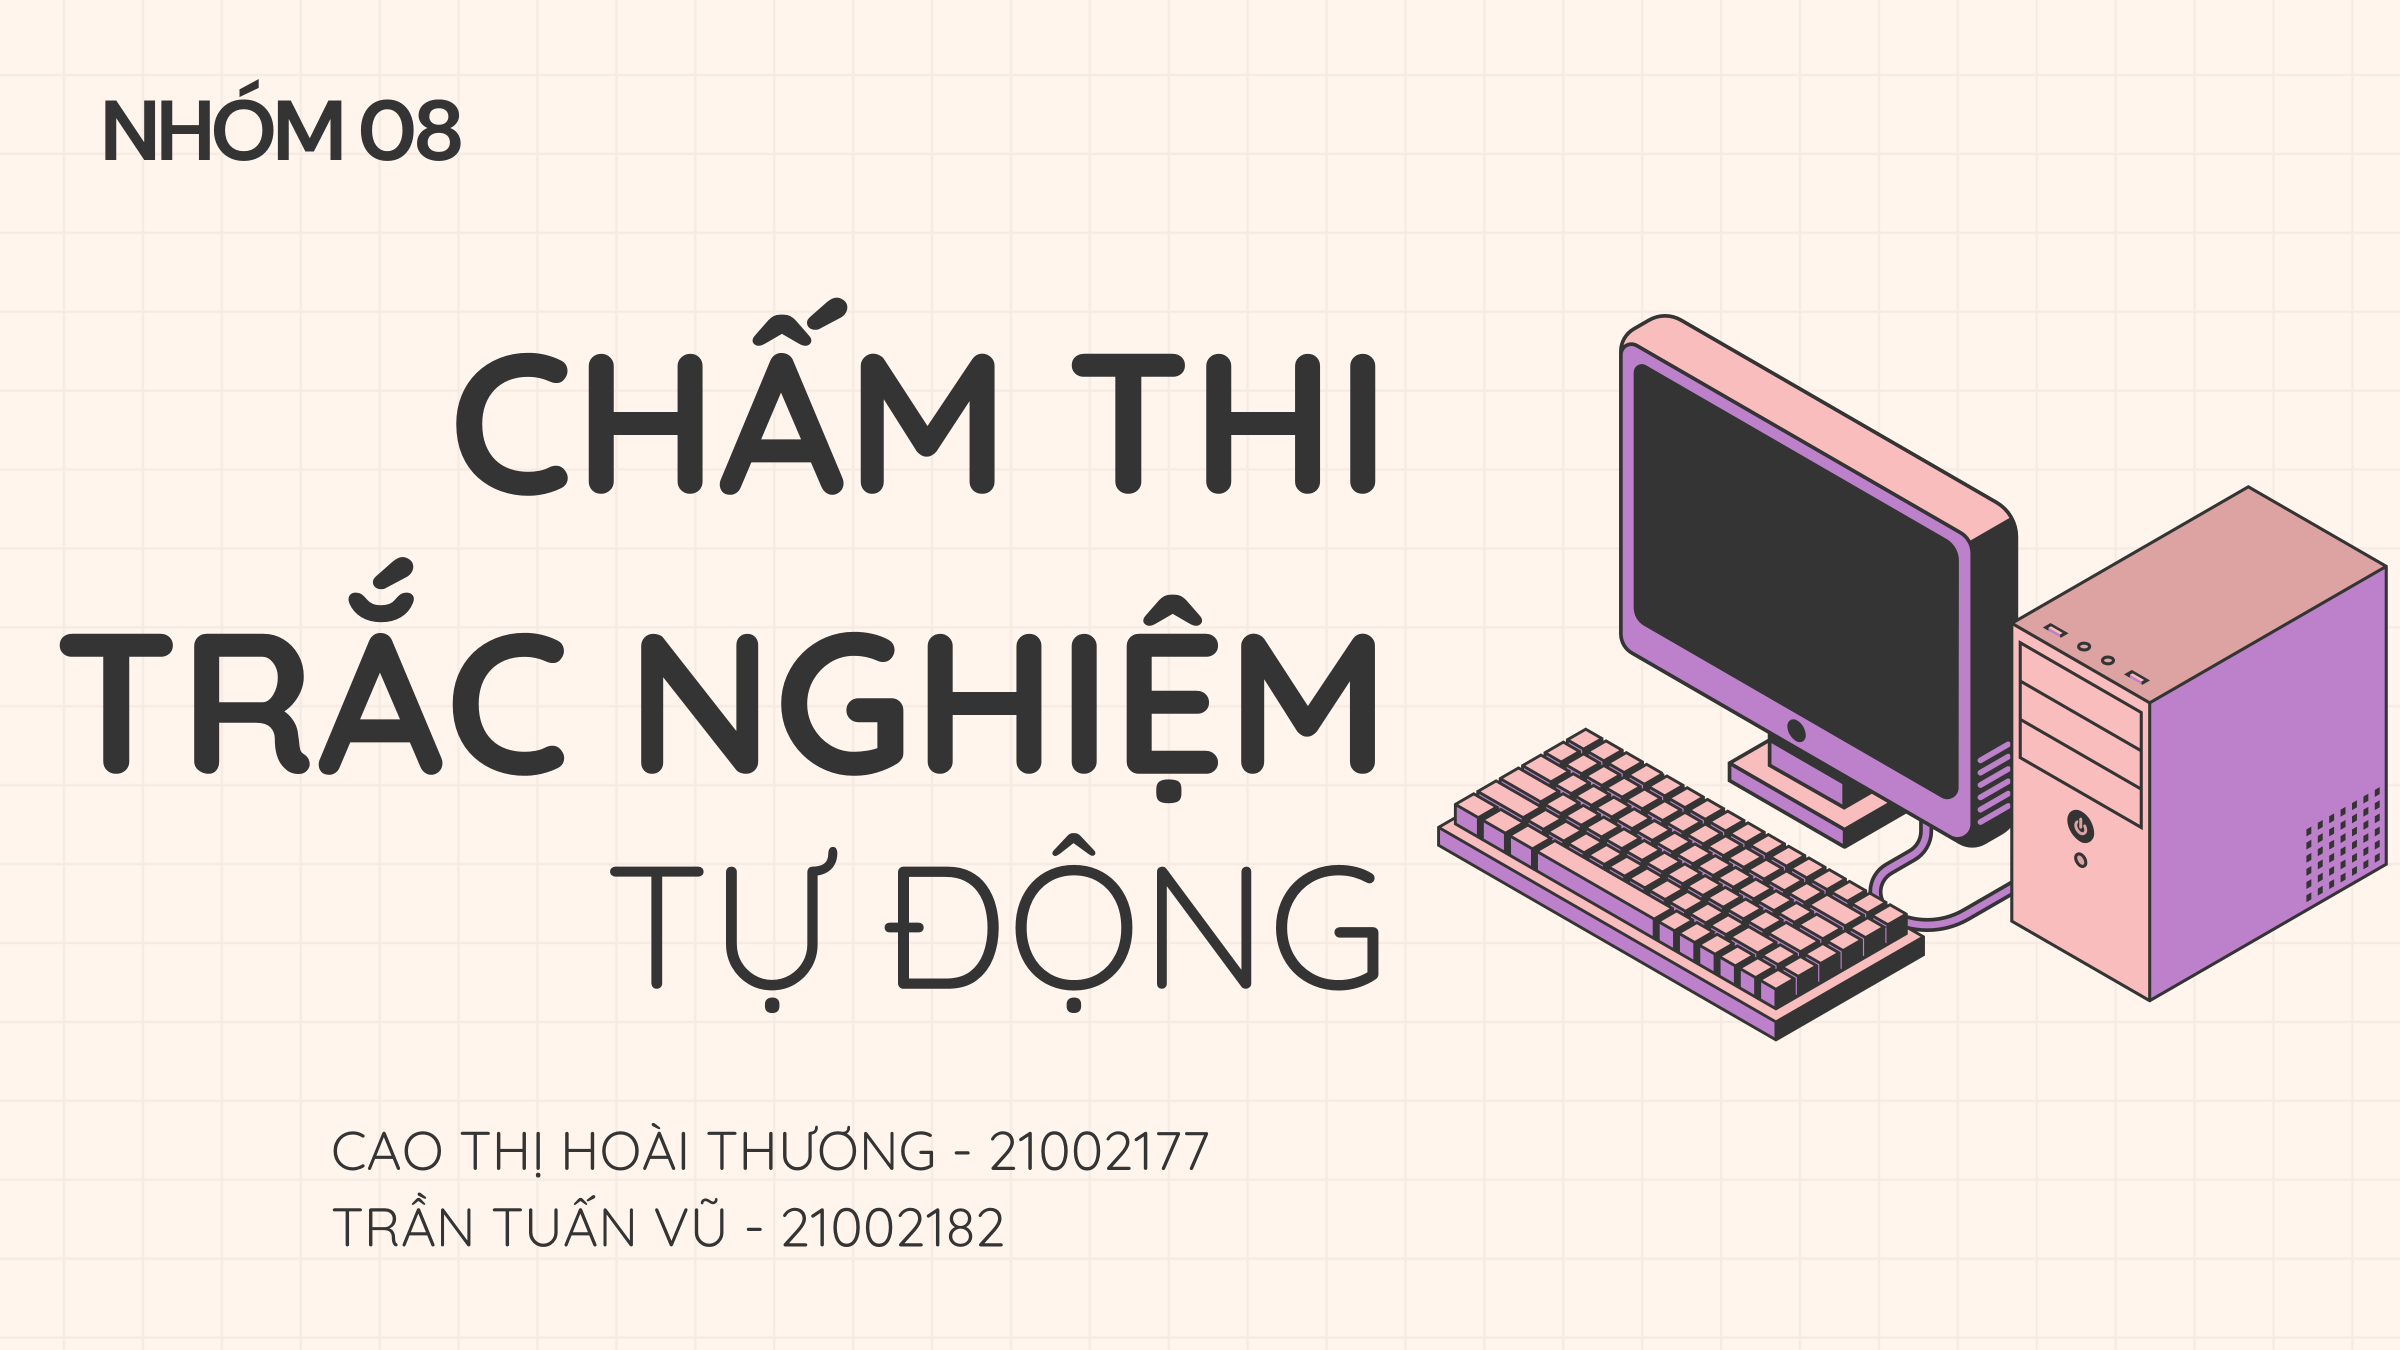 NHÓM 08
CHẤM THI
TRẮC NGHIỆM
TỰ ĐỘNG
CAO THỊ HOÀI THƯƠNG - 21002177
TRẦN TUẤN VŨ - 21002182